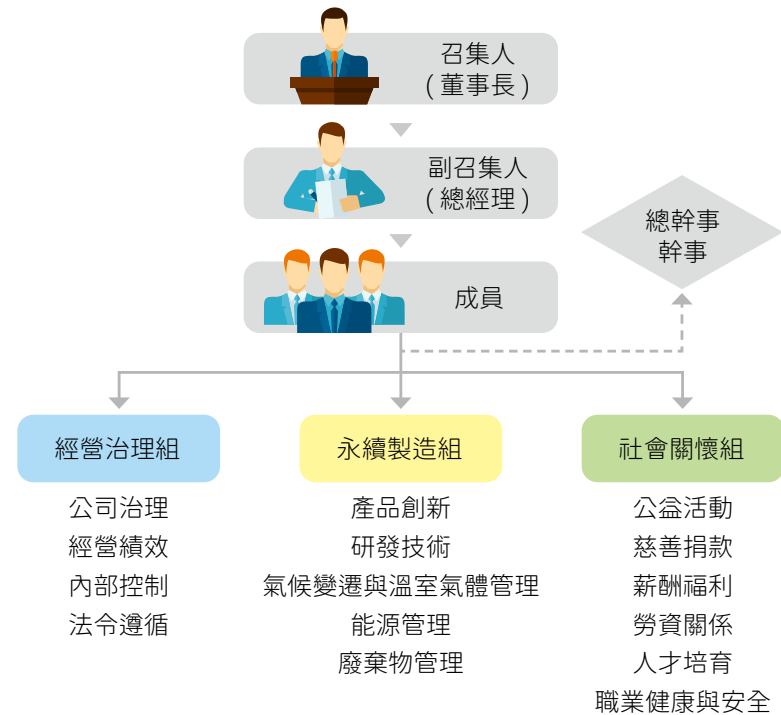 召集人
(董事長)
副召集人
(總經理)
總幹事
幹事
成員
經營治理組
公司治理
經營績效
內部控制
法令遵循
永續製造組
產品創新
研發技術
氣候變遷與溫室氣體管理
能源管理
廢棄物管理
社會關懷組
公益活動
慈善捐款
薪酬福利
勞資關係
人才培育
職業健康與安全